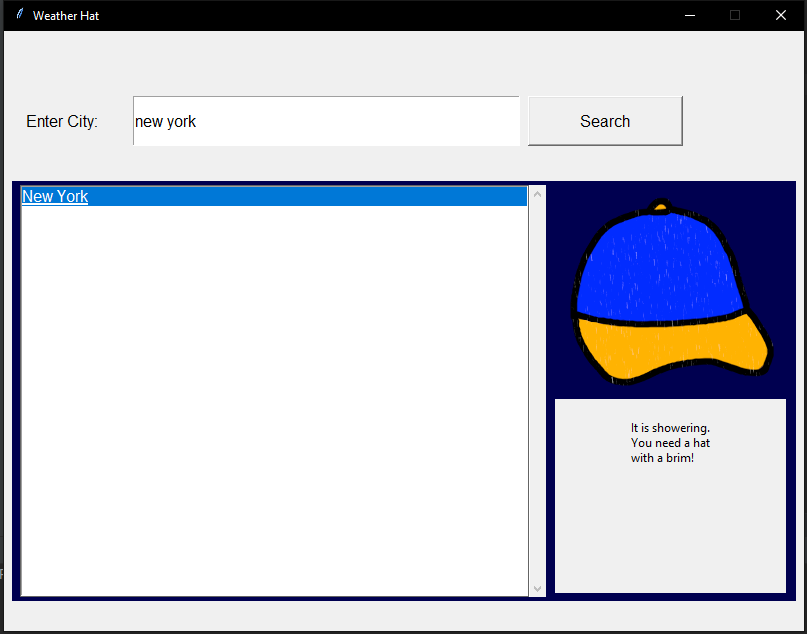 Weather Hat
Enter City:
new york
Search
New York
It is showering.
You need a hat
with a brim!